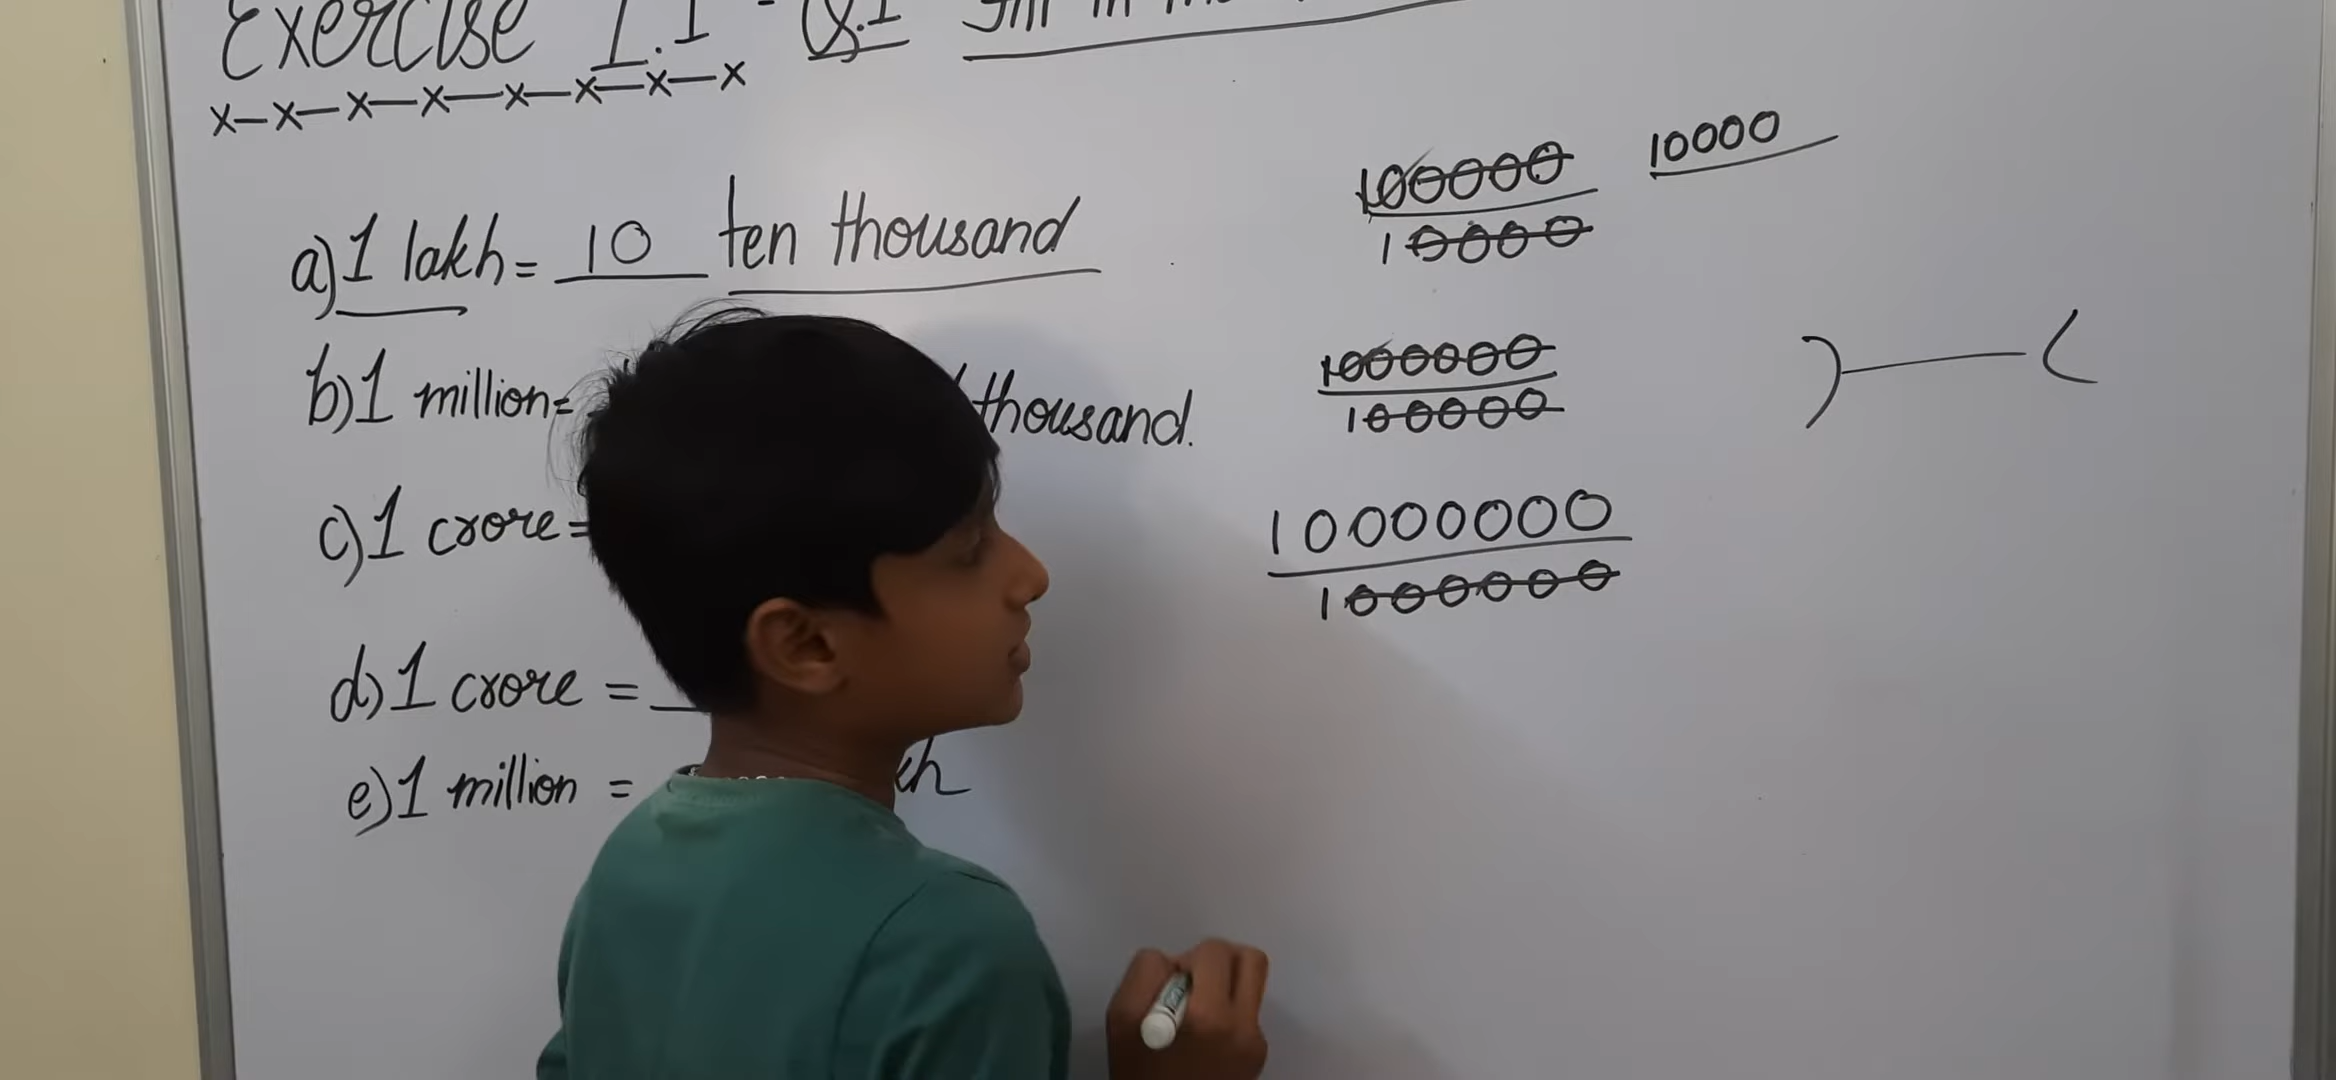 Exercise 1.1 - Q.1
x-x-x-x-x-x-x-x
a) 1 lakh = 10 ten thousand
b) 1 million = thousand.
c) 1 crore =
d) 1 crore =
e) 1 million =
100000
10000
10000
1000000
100000
10000000
1000000